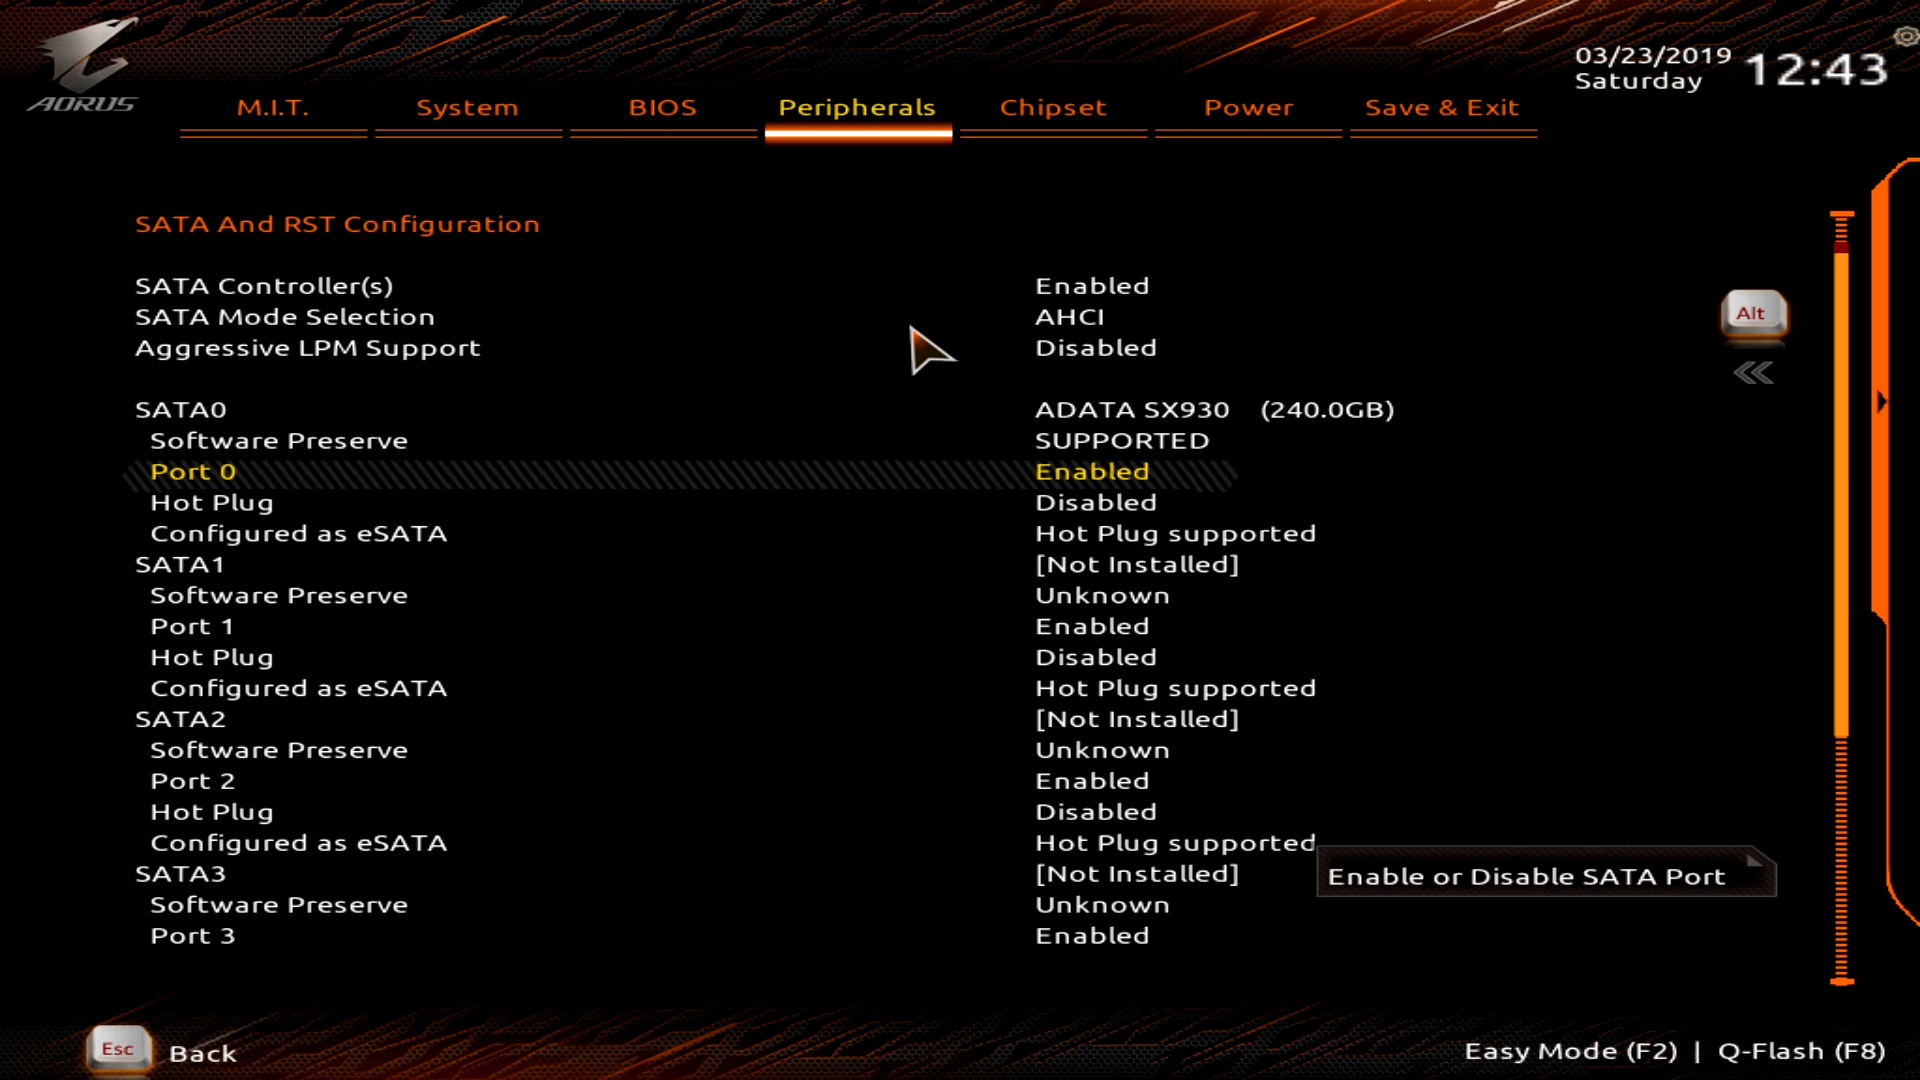 AORUS
03/23/2019
Saturday
12:43
M.I.T. System BIOS Peripherals Chipset Power Save & Exit
SATA And RST Configuration
SATA Controller(s) Enabled
SATA Mode Selection AHCI
Aggressive LPM Support Disabled
Alt
SATA0 ADATA SX930 (240.0GB)
Software Preserve SUPPORTED
Port 0 Enabled
Hot Plug Disabled
Configured as eSATA Hot Plug supported
SATA1 [Not Installed]
Software Preserve Unknown
Port 1 Enabled
Hot Plug Disabled
Configured as eSATA Hot Plug supported
SATA2 [Not Installed]
Software Preserve Unknown
Port 2 Enabled
Hot Plug Disabled
Configured as eSATA Hot Plug supported
SATA3 [Not Installed]
Enable or Disable SATA Port
Software Preserve Unknown
Port 3 Enabled
Esc Back
Easy Mode (F2) | Q-Flash (F8)